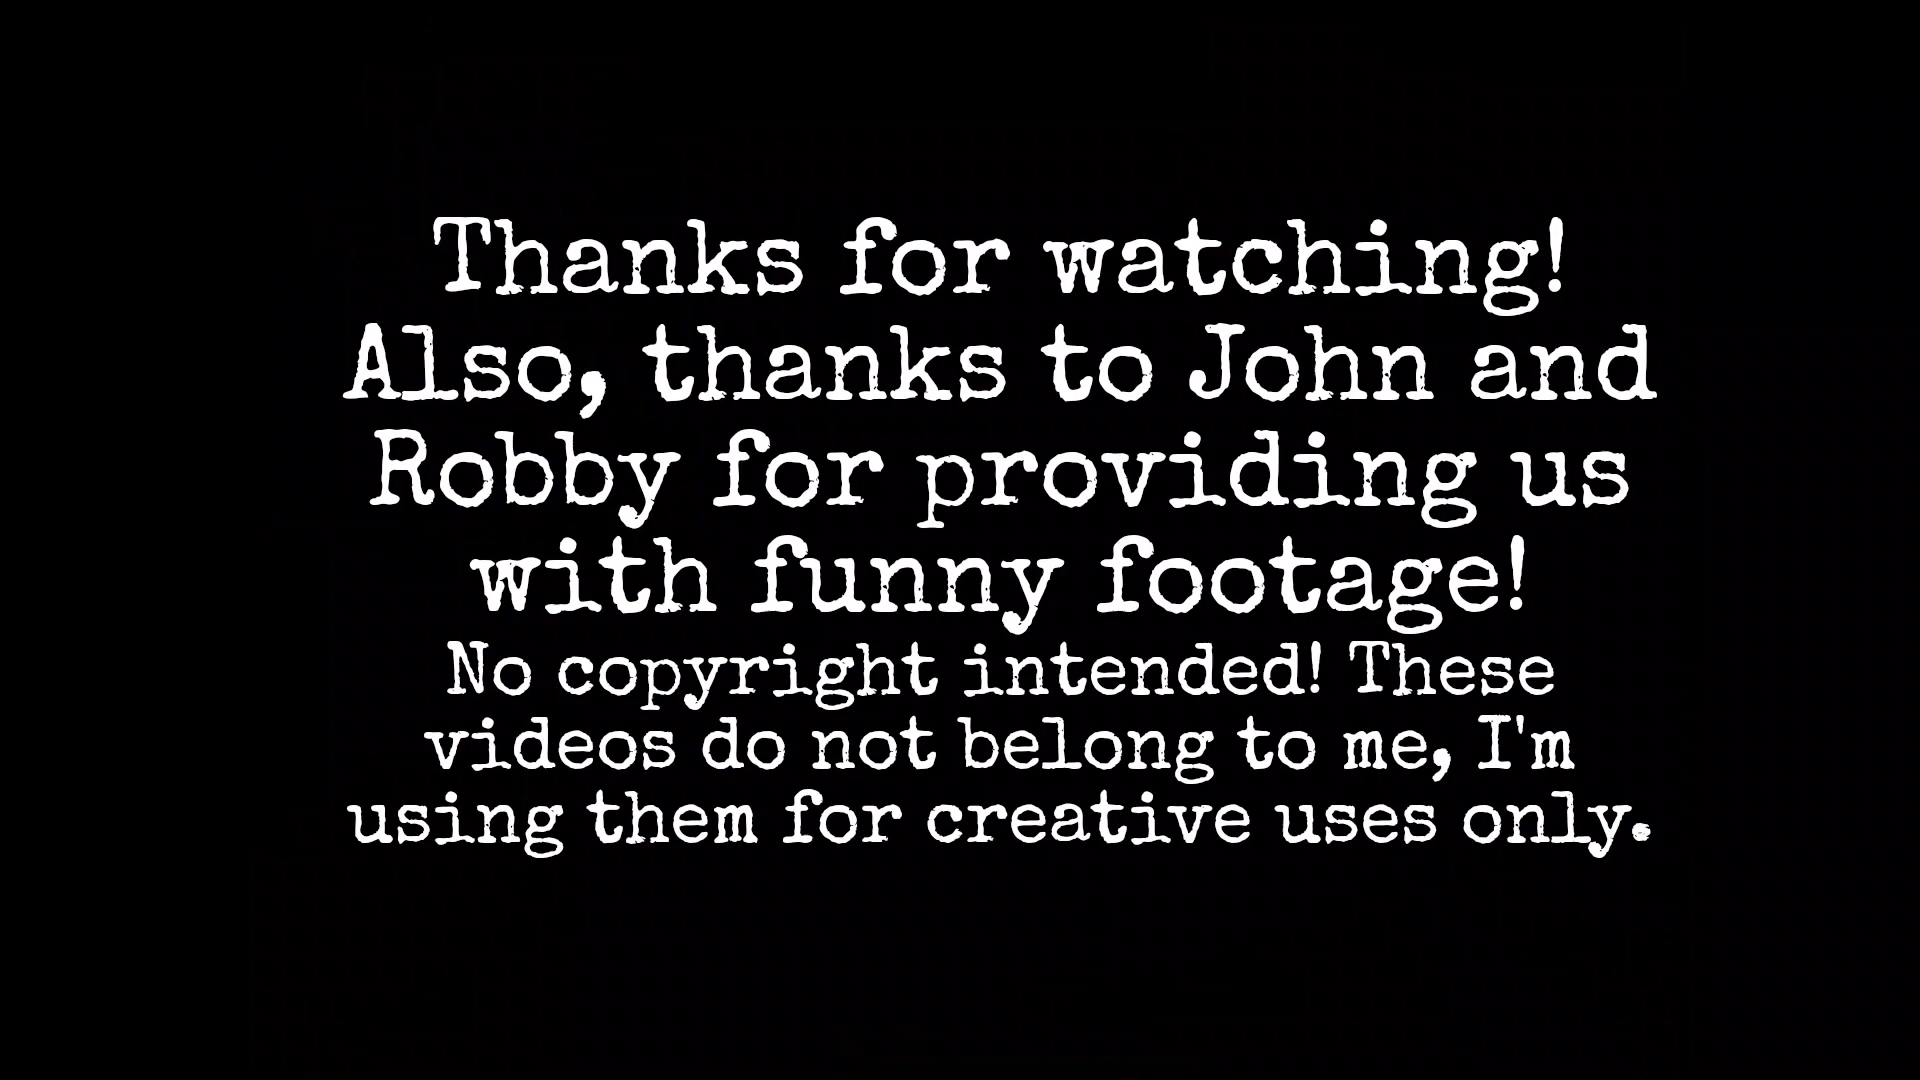 Thanks for watching!
Also, thanks to John and
Robby for providing us
with funny footage!
No copyright intended! These
videos do not belong to me, I'm
using them for creative uses only.